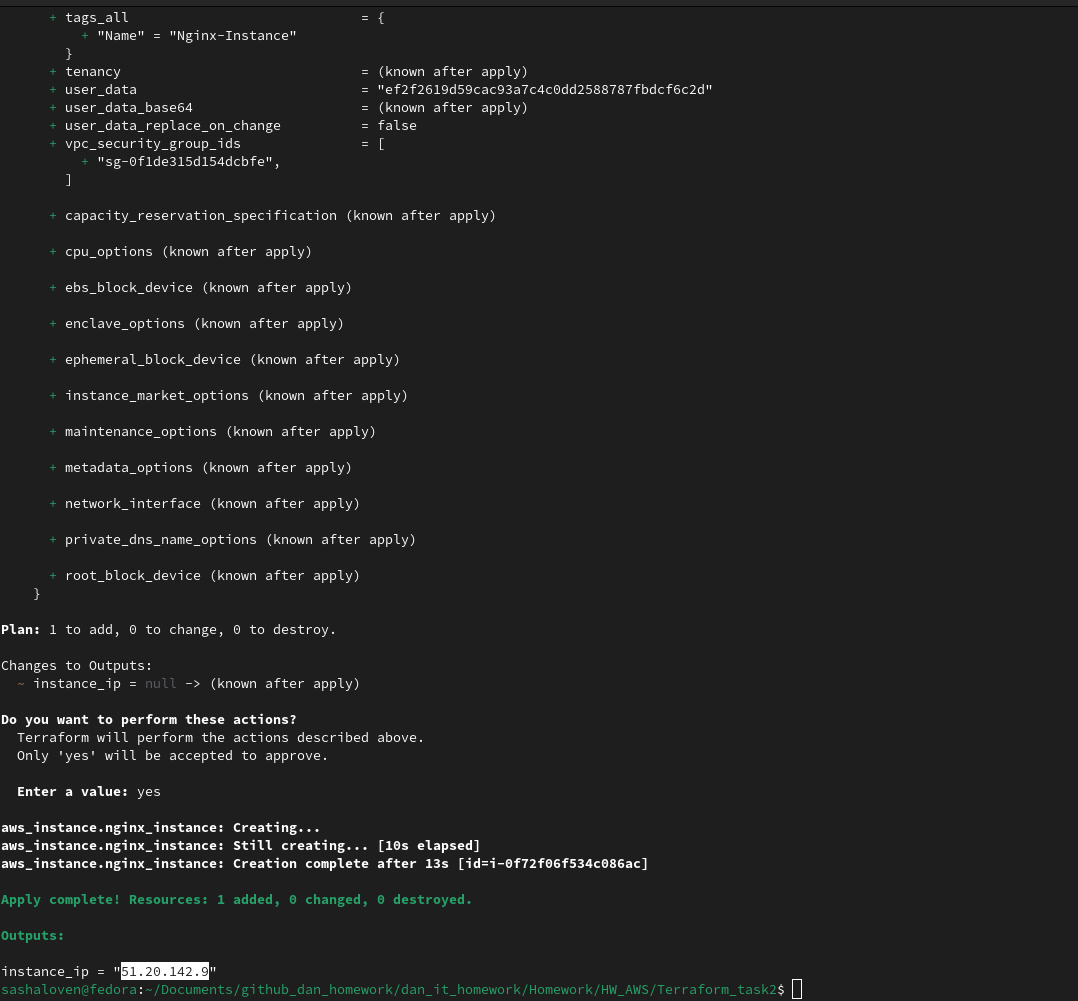 + tags_all = {
+ "Name" = "Nginx-Instance"
}
+ tenancy = (known after apply)
+ user_data = "ef2f2619d59cac93a7c4c0dd2588787fbdcf6c2d"
+ user_data_base64 = (known after apply)
+ user_data_replace_on_change = false
+ vpc_security_group_ids = [
+ "sg-0f1de315d154dcbfe",
]
+ capacity_reservation_specification (known after apply)
+ cpu_options (known after apply)
+ ebs_block_device (known after apply)
+ enclave_options (known after apply)
+ ephemeral_block_device (known after apply)
+ instance_market_options (known after apply)
+ maintenance_options (known after apply)
+ metadata_options (known after apply)
+ network_interface (known after apply)
+ private_dns_name_options (known after apply)
+ root_block_device (known after apply)
}
Plan: 1 to add, 0 to change, 0 to destroy.
Changes to Outputs:
~ instance_ip = null -> (known after apply)
Do you want to perform these actions?
Terraform will perform the actions described above.
Only 'yes' will be accepted to approve.
Enter a value: yes
aws_instance.nginx_instance: Creating...
aws_instance.nginx_instance: Still creating... [10s elapsed]
aws_instance.nginx_instance: Creation complete after 13s [id=i-0f72f06f534c086ac]
Apply complete! Resources: 1 added, 0 changed, 0 destroyed.
Outputs:
instance_ip = "51.20.142.9"
sashaloven@fedora:~/Documents/github_dan_homework/dan_it_homework/Homework/HW_AWS/Terraform_task2$